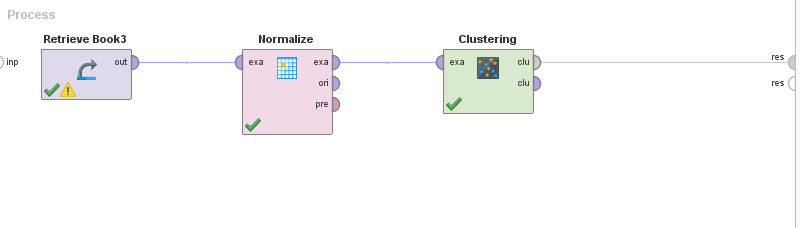 Process
Retrieve Book3
Normalize
Clustering
inp
out
exa
exa
ori
pre
exa
clu
clu
res
res